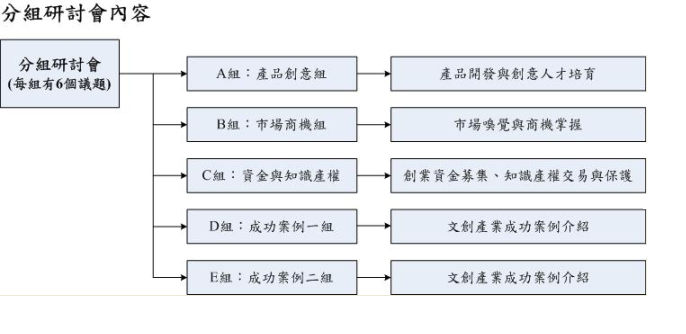 分組研討會內容
分組研討會
(每組有6個議題)
A組：產品創意組
產品開發與創意人才培育
B組：市場商機組
市場嗅覺與商機掌握
C組：資金與知識產權
創業資金募集、知識產權交易與保護
D組：成功案例一組
文創產業成功案例介紹
E組：成功案例二組
文創產業成功案例介紹